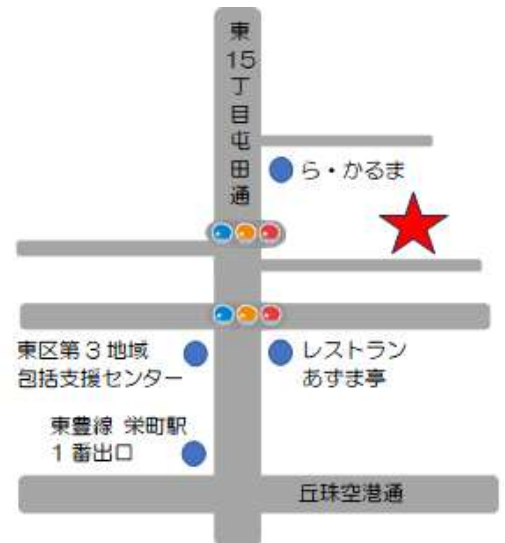 東15丁目屯田通
ら・かるま
東区第3地域
包括支援センター
レストラン
あずま亭
東豊線 栄町駅
1番出口
丘珠空港通